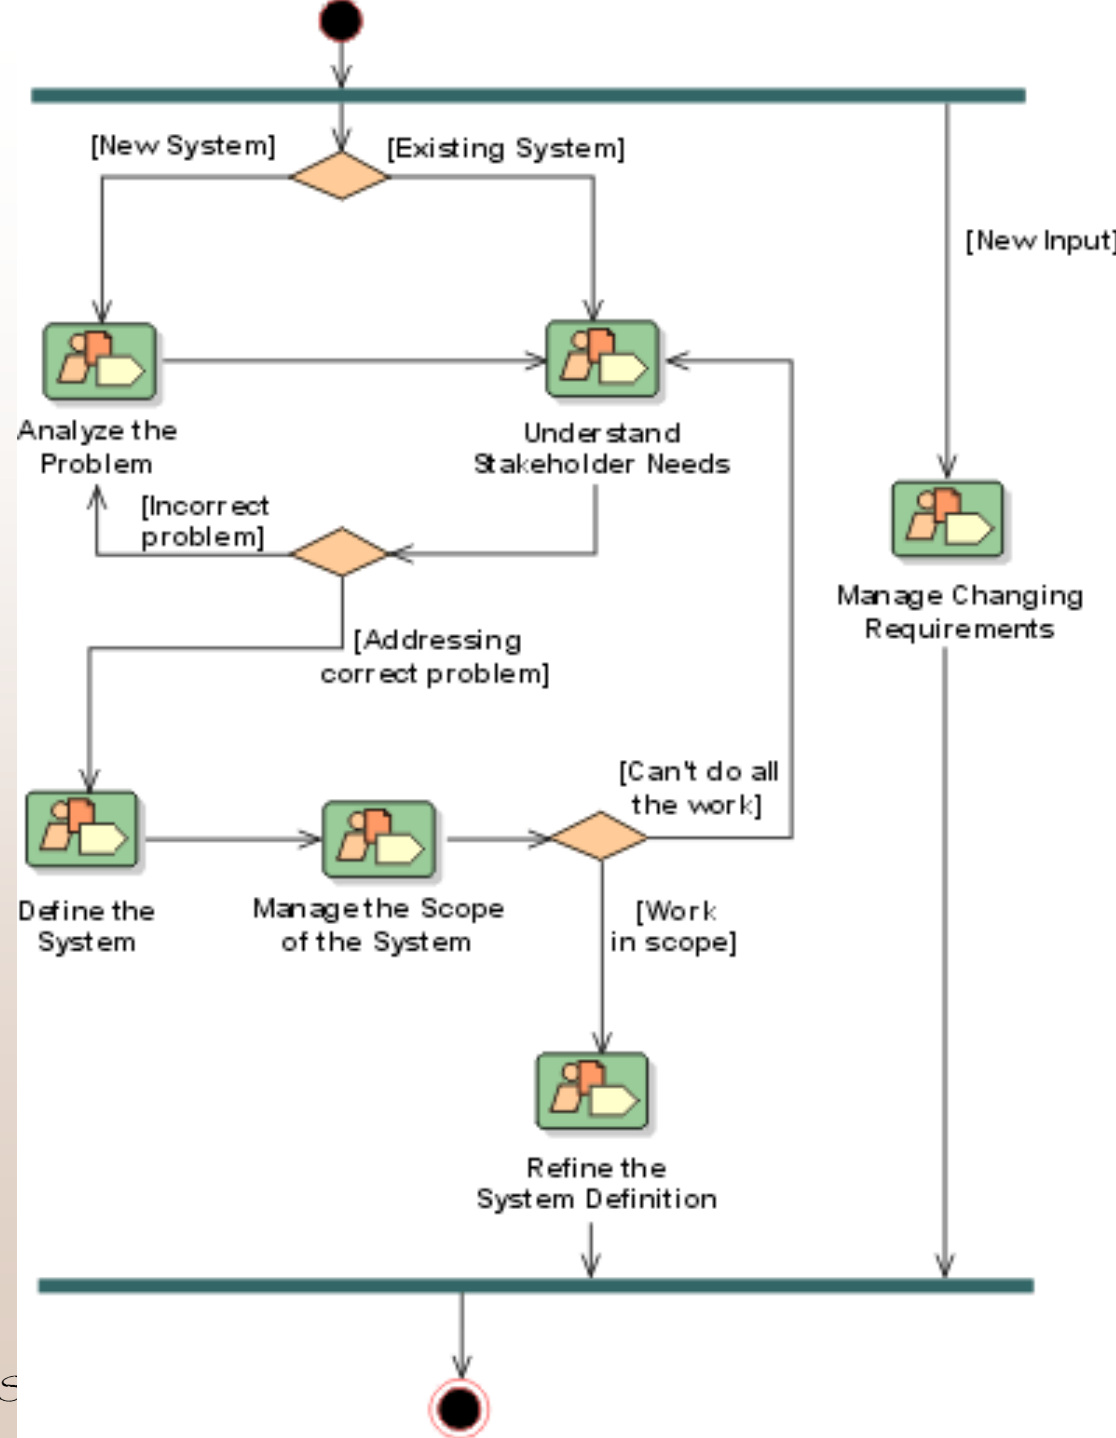 [New System]
[Existing System]
[New Input]
Analyze the
Problem
Understand
Stakeholder Needs
[Incorrect
problem]
Manage Changing
Requirements
[Addressing
correct problem]
[Can't do all
the work]
Define the
System
Manage the Scope
of the System
[Work
in scope]
Refine the
System Definition
S